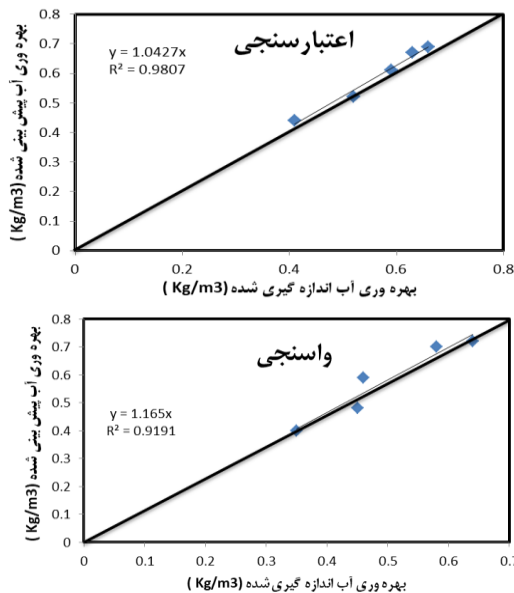 اعتبارسنجی
y = 1.0427x
R² = 0.9807
بهره وری آب پیش بینی شده (Kg/m3 )
0.8
0.7
0.6
0.5
0.4
0.3
0.2
0.1
0
0 0.2 0.4 0.6 0.8
بهره وری آب اندازه گیری شده (Kg/m3 )
واسنجی
y = 1.165x
R² = 0.9191
بهره وری آب پیش بینی شده (Kg/m3 )
0.8
0.7
0.6
0.5
0.4
0.3
0.2
0.1
0
0 0.1 0.2 0.3 0.4 0.5 0.6 0.7
بهره وری آب اندازه گیری شده (Kg/m3 )